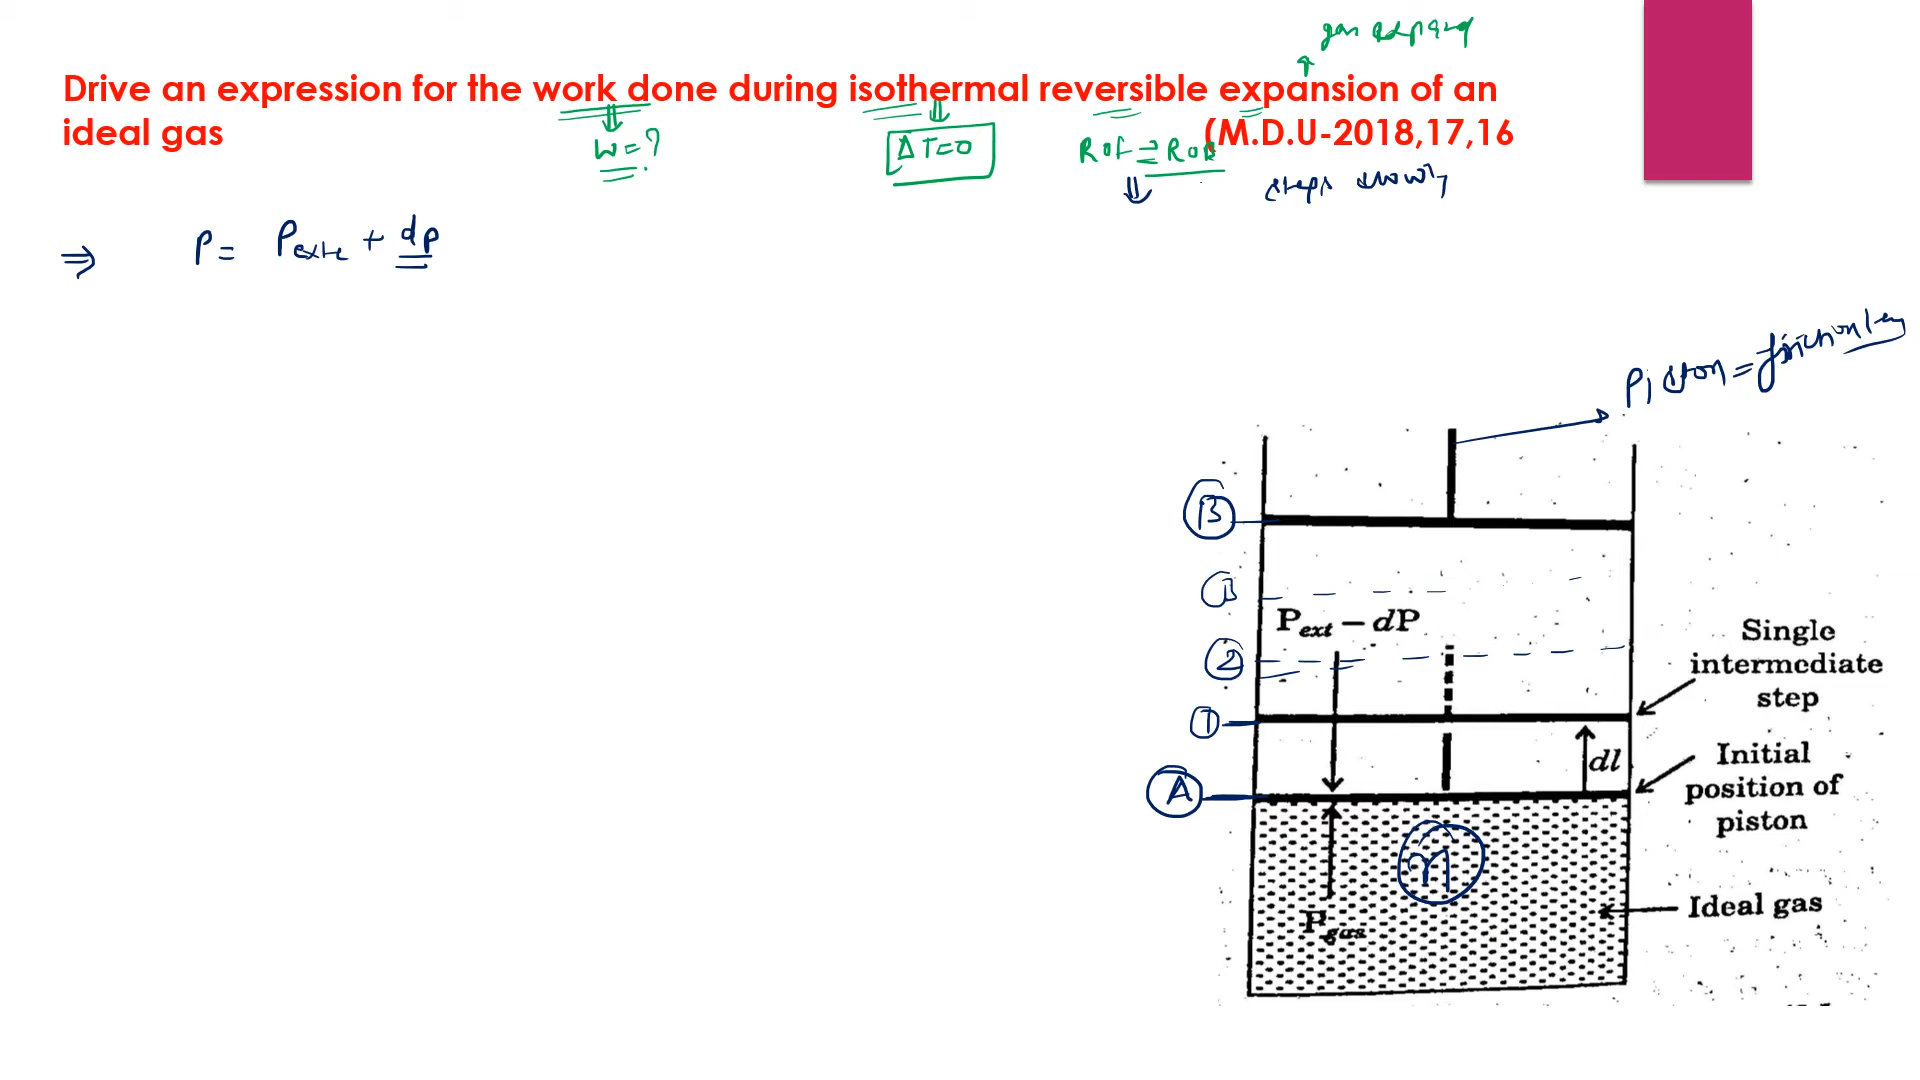 gas expand
Drive an expression for the work done during isothermal reversible expansion of an
ideal gas (M.D.U-2018,17,16
W=?
ΔT=0
ROF ⇌ ROB
steps slowly
⇒ P = Pext + dp
Piston = frictionless
B
Pext – dP
2
1
A
dl
Single
intermediate
step
Initial
position of
piston
n
Pgas
Ideal gas